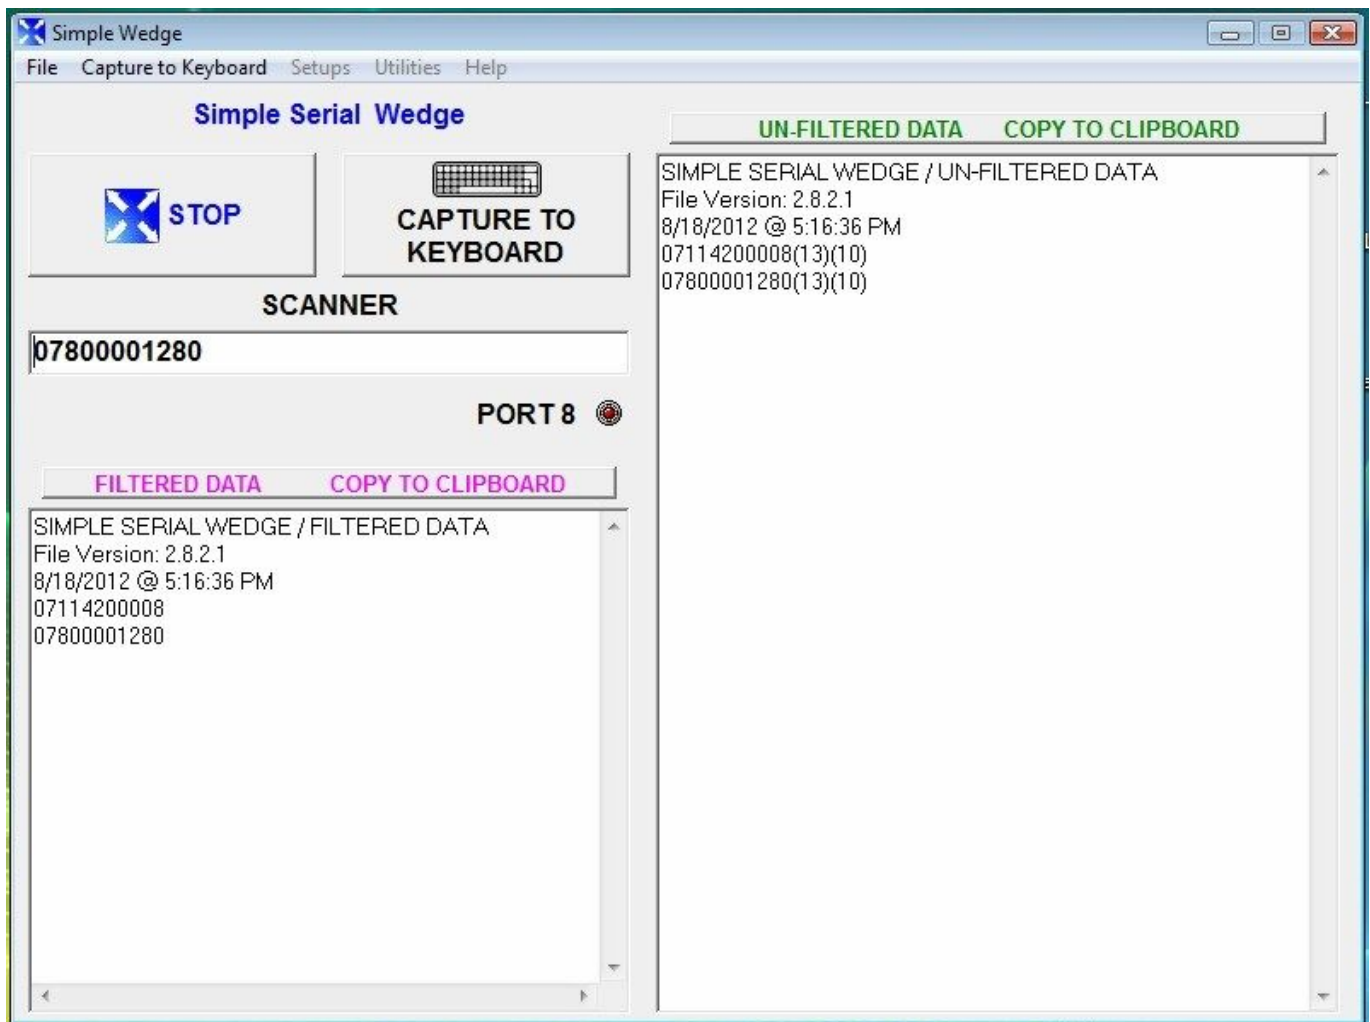 Simple Wedge
File Capture to Keyboard Setups Utilities Help
Simple Serial Wedge
STOP
CAPTURE TO
KEYBOARD
SCANNER
07800001280
PORT 8
FILTERED DATA COPY TO CLIPBOARD
SIMPLE SERIAL WEDGE / FILTERED DATA
File Version: 2.8.2.1
8/18/2012 @ 5:16:36 PM
07114200008
07800001280
UN-FILTERED DATA COPY TO CLIPBOARD
SIMPLE SERIAL WEDGE / UN-FILTERED DATA
File Version: 2.8.2.1
8/18/2012 @ 5:16:36 PM
07114200008(13)(10)
07800001280(13)(10)